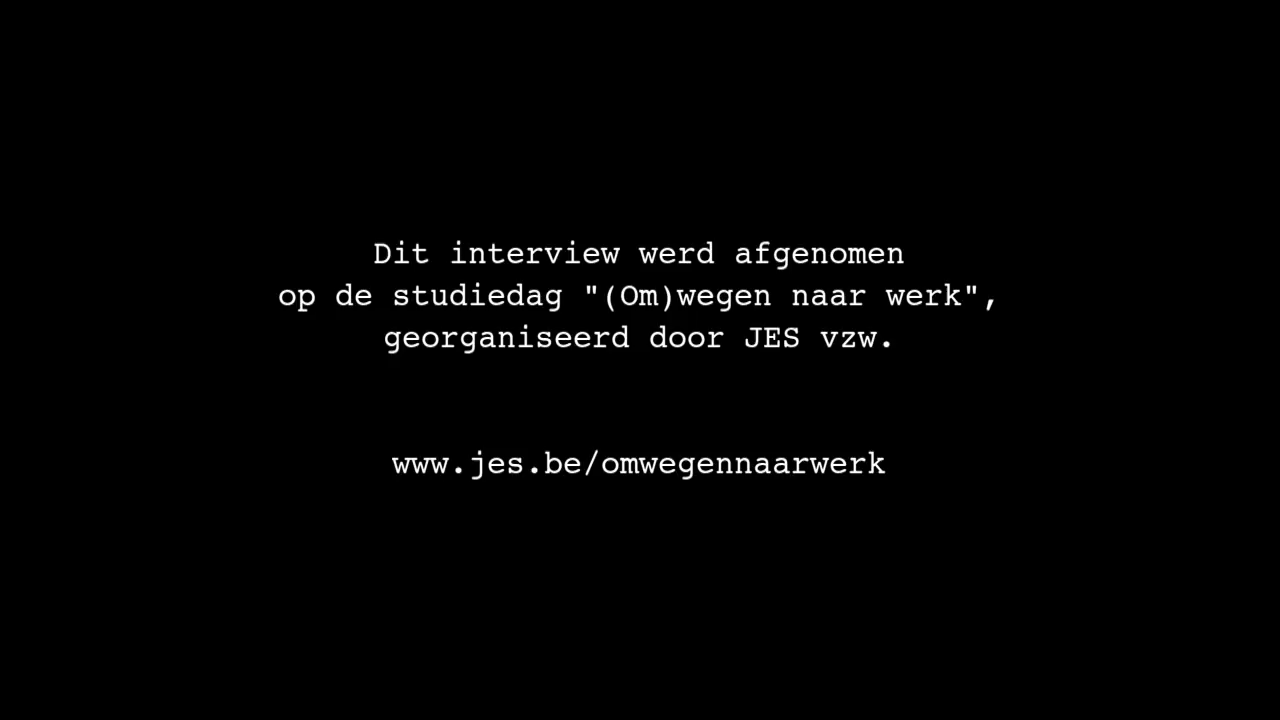 Dit interview werd afgenomen
op de studiedag "(Om)wegen naar werk",
georganiseerd door JES vzw.
www.jes.be/omwegennaarwerk